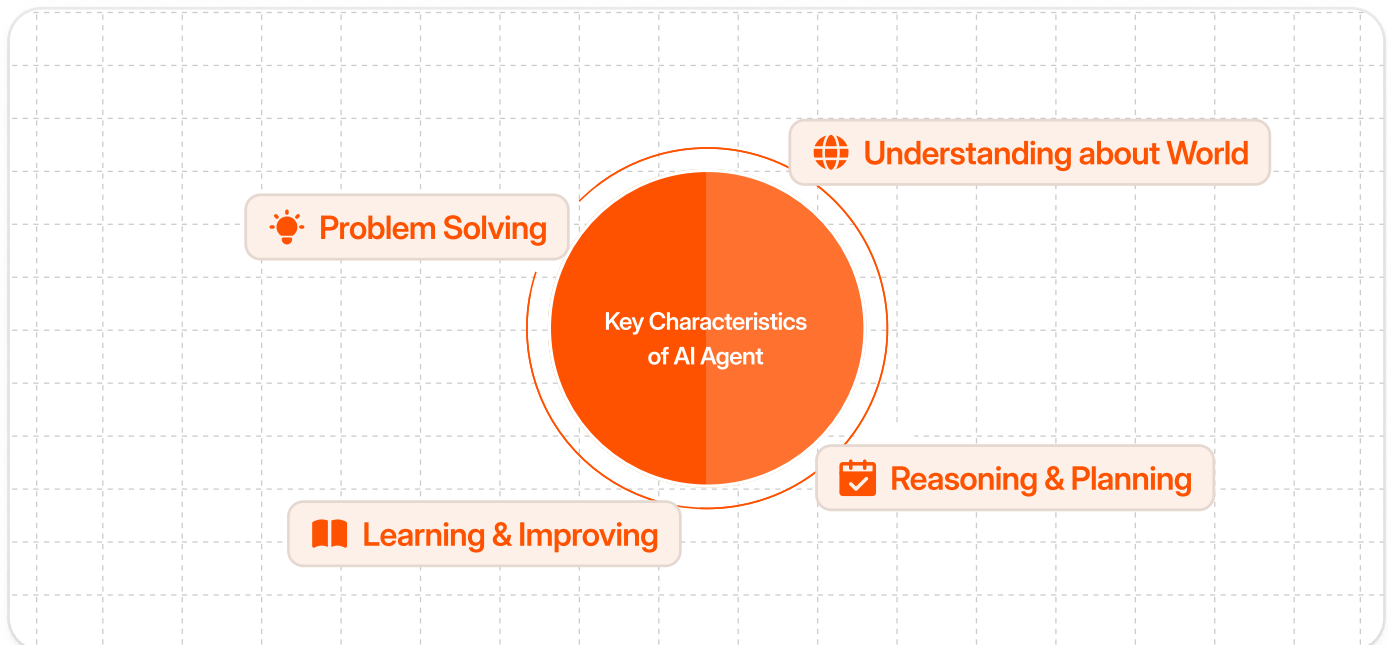 Understanding about World
Problem Solving
Key Characteristics
of AI Agent
Reasoning & Planning
Learning & Improving